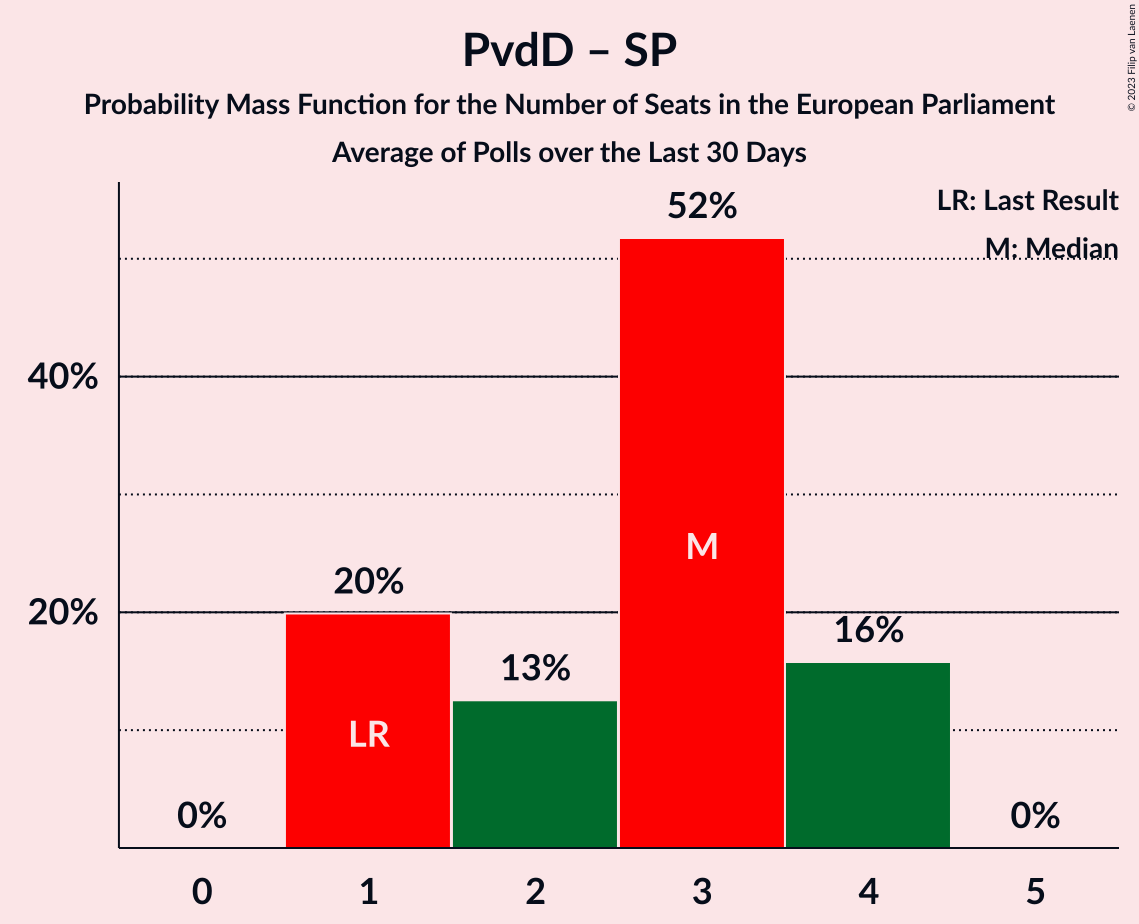 PvdD – SP
Probability Mass Function for the Number of Seats in the European Parliament
Average of Polls over the Last 30 Days
© 2023 Filip van Laenen
LR: Last Result
M: Median
52%
40%
M
20%
20%
16%
13%
LR
0%
0%
0 1 2 3 4 5